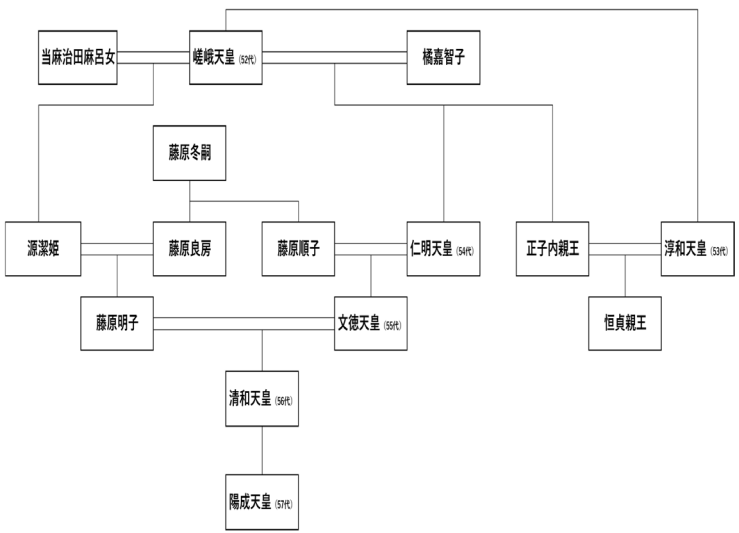 当麻治田麻呂女
嵯峨天皇 (52代)
橘嘉智子
藤原冬嗣
源潔姫
藤原良房
藤原順子
仁明天皇 (54代)
正子内親王
淳和天皇 (53代)
藤原明子
文徳天皇 (55代)
恒貞親王
清和天皇 (56代)
陽成天皇 (57代)